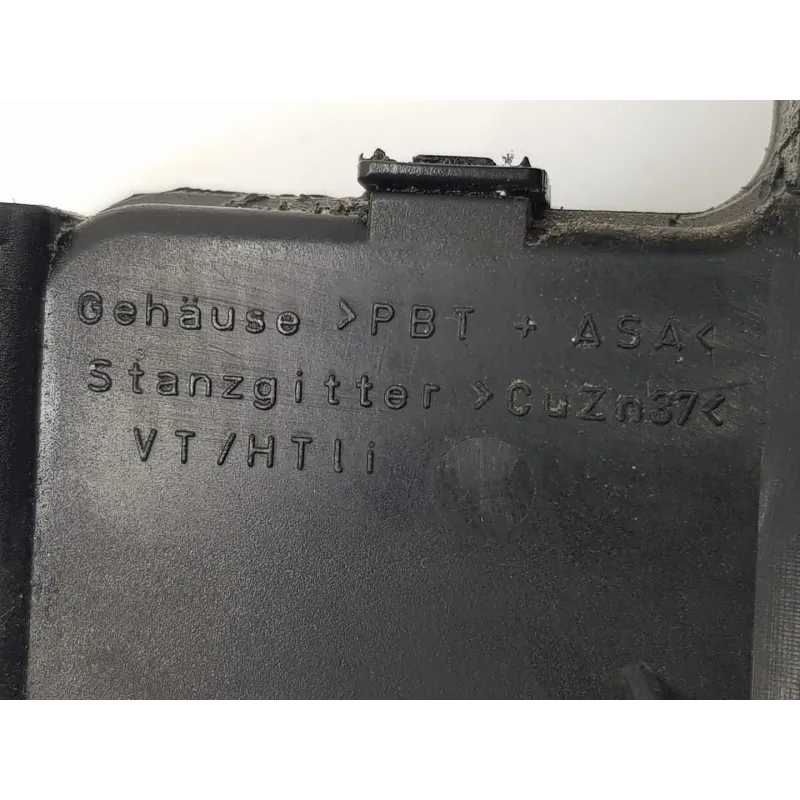 Gehäuse >PBT + ASA<
Stanzgitter >CuZn37<
VT/HTli